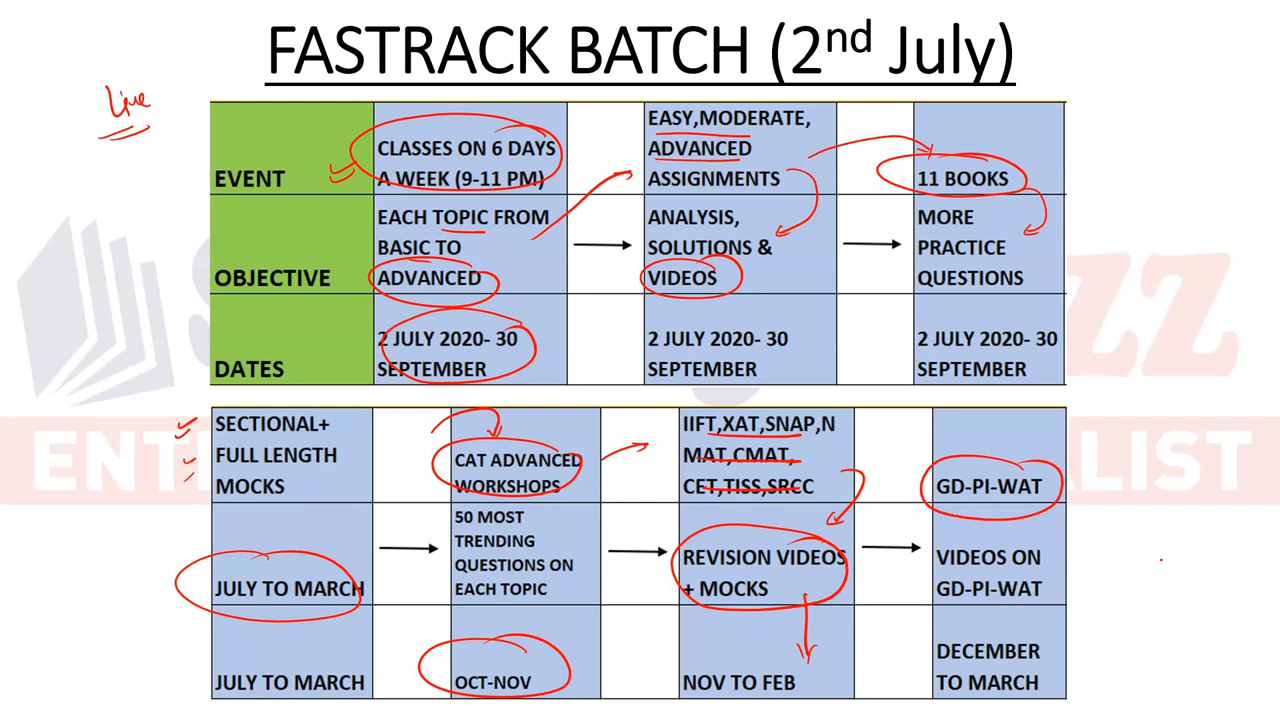 FASTRACK BATCH (2nd July)
Live
EVENT
CLASSES ON 6 DAYS
A WEEK (9-11 PM)
EASY,MODERATE,
ADVANCED
ASSIGNMENTS
11 BOOKS
OBJECTIVE
EACH TOPIC FROM
BASIC TO
ADVANCED
ANALYSIS,
SOLUTIONS &
VIDEOS
MORE
PRACTICE
QUESTIONS
DATES
2 JULY 2020- 30
SEPTEMBER
2 JULY 2020- 30
SEPTEMBER
2 JULY 2020- 30
SEPTEMBER
SECTIONAL+
FULL LENGTH
MOCKS
CAT ADVANCED
WORKSHOPS
IIFT,XAT,SNAP,N
MAT,CMAT,
CET,TISS,SRCC
GD-PI-WAT
JULY TO MARCH
50 MOST
TRENDING
QUESTIONS ON
EACH TOPIC
REVISION VIDEOS
+ MOCKS
VIDEOS ON
GD-PI-WAT
JULY TO MARCH
OCT-NOV
NOV TO FEB
DECEMBER
TO MARCH